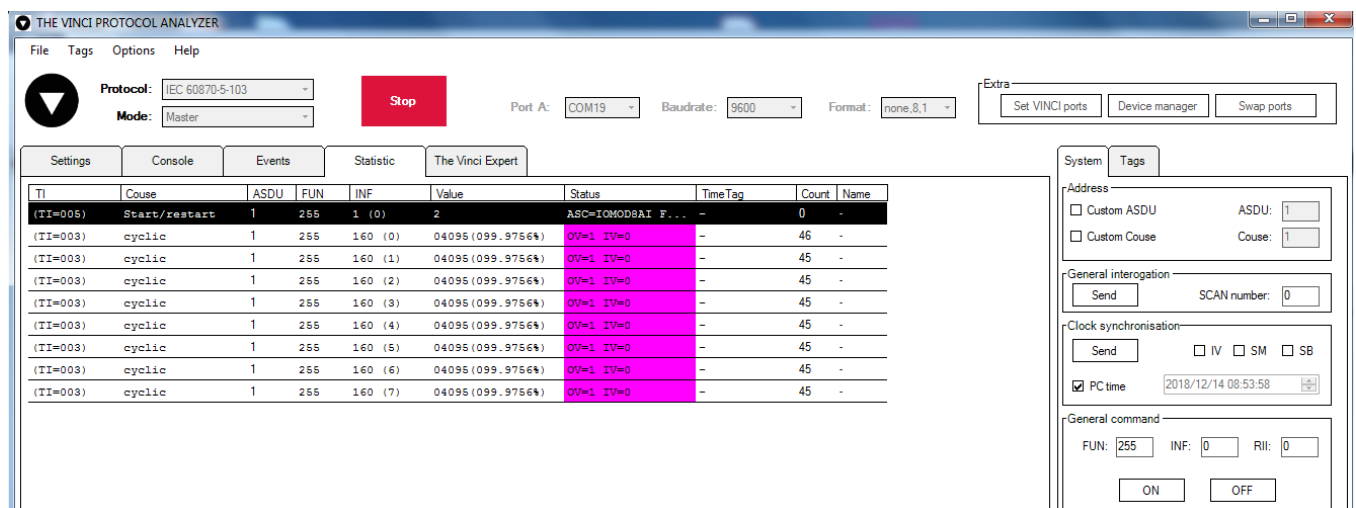 THE VINCI PROTOCOL ANALYZER
File Tags Options Help
Protocol: IEC 60870-5-103
Mode: Master
Stop
Port A: COM19 Baudrate: 9600 Format: none,8,1
Extra
Set VINCI ports Device manager Swap ports
Settings Console Events Statistic The Vinci Expert
System Tags
TI Couse ASDU FUN INF Value Status TimeTag Count Name
(TI=005) Start/restart 1 255 1 (0) 2 ASC=IOMOD8AI F... - 0 -
(TI=003) cyclic 1 255 160 (0) 04095(099.9756%) OV=1 IV=0 - 46 -
(TI=003) cyclic 1 255 160 (1) 04095(099.9756%) OV=1 IV=0 - 45 -
(TI=003) cyclic 1 255 160 (2) 04095(099.9756%) OV=1 IV=0 - 45 -
(TI=003) cyclic 1 255 160 (3) 04095(099.9756%) OV=1 IV=0 - 45 -
(TI=003) cyclic 1 255 160 (4) 04095(099.9756%) OV=1 IV=0 - 45 -
(TI=003) cyclic 1 255 160 (5) 04095(099.9756%) OV=1 IV=0 - 45 -
(TI=003) cyclic 1 255 160 (6) 04095(099.9756%) OV=1 IV=0 - 45 -
(TI=003) cyclic 1 255 160 (7) 04095(099.9756%) OV=1 IV=0 - 45 -
Address
Custom ASDU ASDU: 1
Custom Couse Couse: 1
General interogation
Send SCAN number: 0
Clock synchronisation
Send IV SM SB
PC time 2018/12/14 08:53:58
General command
FUN: 255 INF: 0 RII: 0
ON OFF